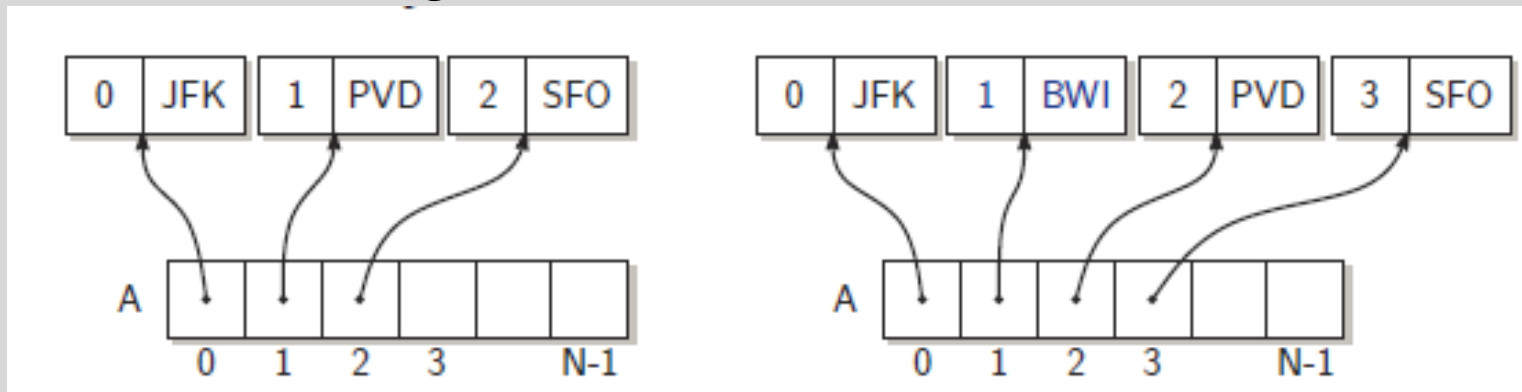 0 JFK 1 PVD 2 SFO
A
0 1 2 3 N-1
0 JFK 1 BWI 2 PVD 3 SFO
A
0 1 2 3 N-1